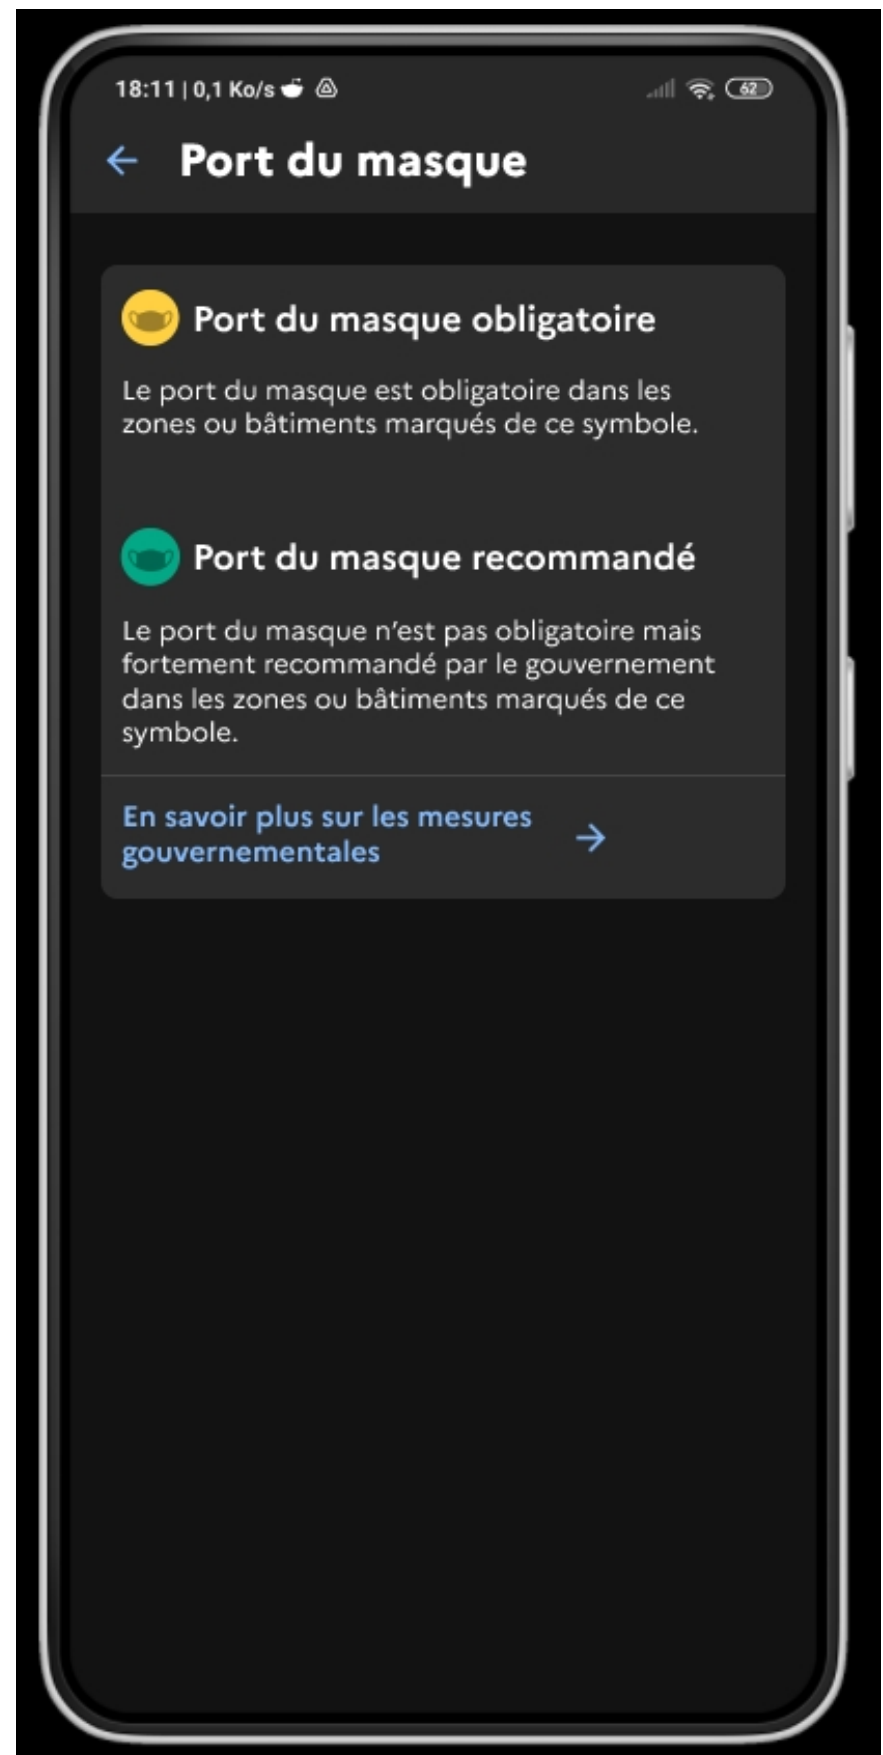 18:11 | 0,1 Ko/s
62
Port du masque
Port du masque obligatoire
Le port du masque est obligatoire dans les
zones ou bâtiments marqués de ce symbole.
Port du masque recommandé
Le port du masque n’est pas obligatoire mais
fortement recommandé par le gouvernement
dans les zones ou bâtiments marqués de ce
symbole.
En savoir plus sur les mesures
gouvernementales